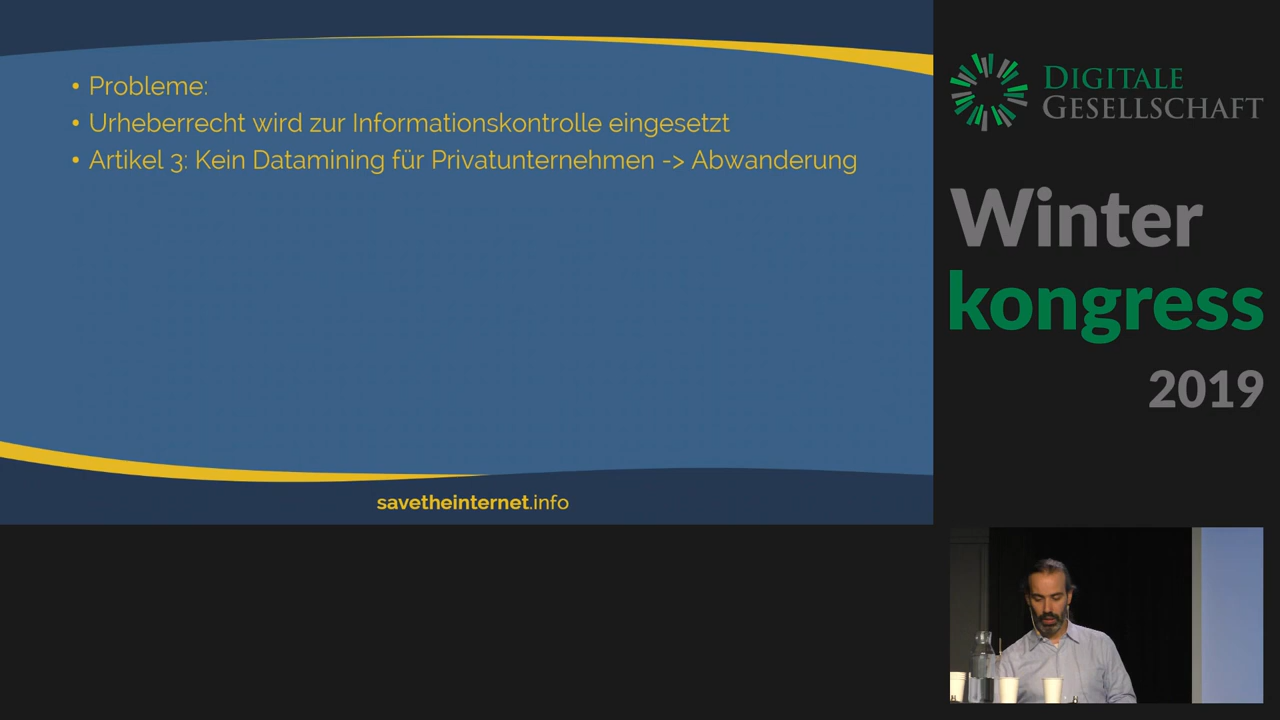 • Probleme:
• Urheberrecht wird zur Informationskontrolle eingesetzt
• Artikel 3: Kein Datamining für Privatunternehmen -> Abwanderung
savetheinternet.info
DIGITALE
GESELLSCHAFT
Winter
kongress
2019